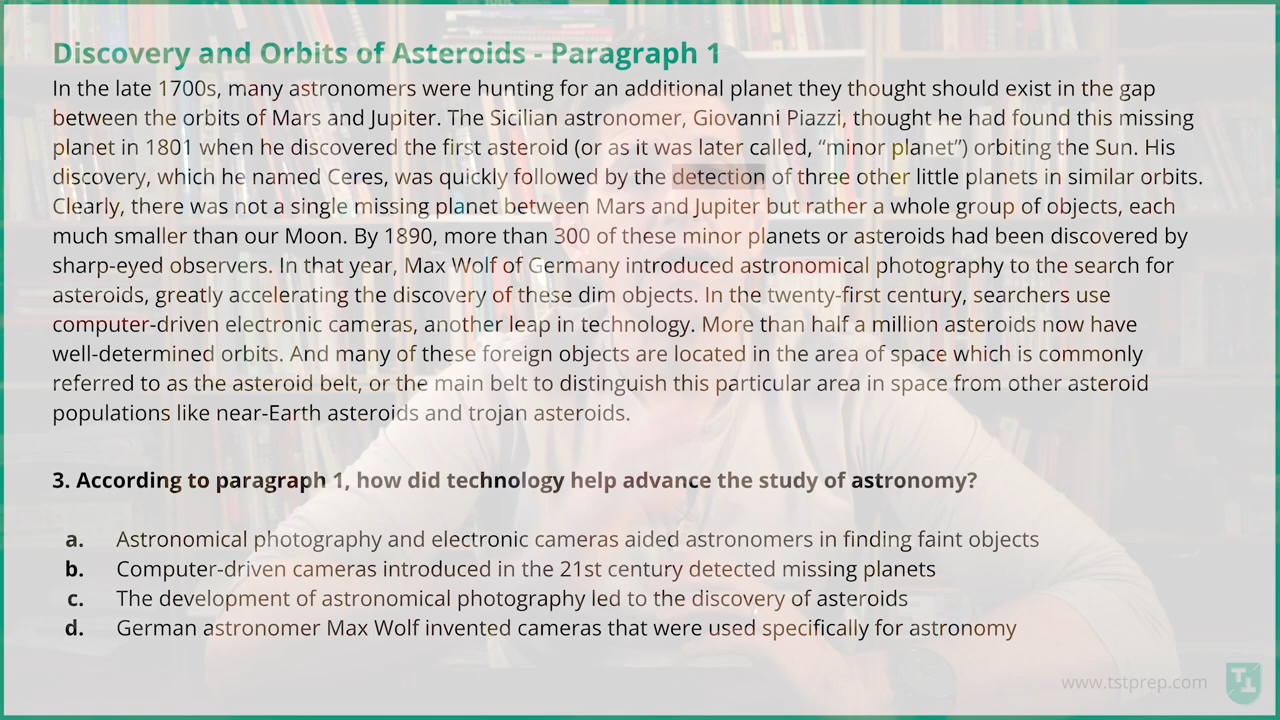 Discovery and Orbits of Asteroids - Paragraph 1
In the late 1700s, many astronomers were hunting for an additional planet they thought should exist in the gap
between the orbits of Mars and Jupiter. The Sicilian astronomer, Giovanni Piazzi, thought he had found this missing
planet in 1801 when he discovered the first asteroid (or as it was later called, “minor planet”) orbiting the Sun. His
discovery, which he named Ceres, was quickly followed by the detection of three other little planets in similar orbits.
Clearly, there was not a single missing planet between Mars and Jupiter but rather a whole group of objects, each
much smaller than our Moon. By 1890, more than 300 of these minor planets or asteroids had been discovered by
sharp-eyed observers. In that year, Max Wolf of Germany introduced astronomical photography to the search for
asteroids, greatly accelerating the discovery of these dim objects. In the twenty-first century, searchers use
computer-driven electronic cameras, another leap in technology. More than half a million asteroids now have
well-determined orbits. And many of these foreign objects are located in the area of space which is commonly
referred to as the asteroid belt, or the main belt to distinguish this particular area in space from other asteroid
populations like near-Earth asteroids and trojan asteroids.
3. According to paragraph 1, how did technology help advance the study of astronomy?
a. Astronomical photography and electronic cameras aided astronomers in finding faint objects
b. Computer-driven cameras introduced in the 21st century detected missing planets
c. The development of astronomical photography led to the discovery of asteroids
d. German astronomer Max Wolf invented cameras that were used specifically for astronomy
www.tstprep.com